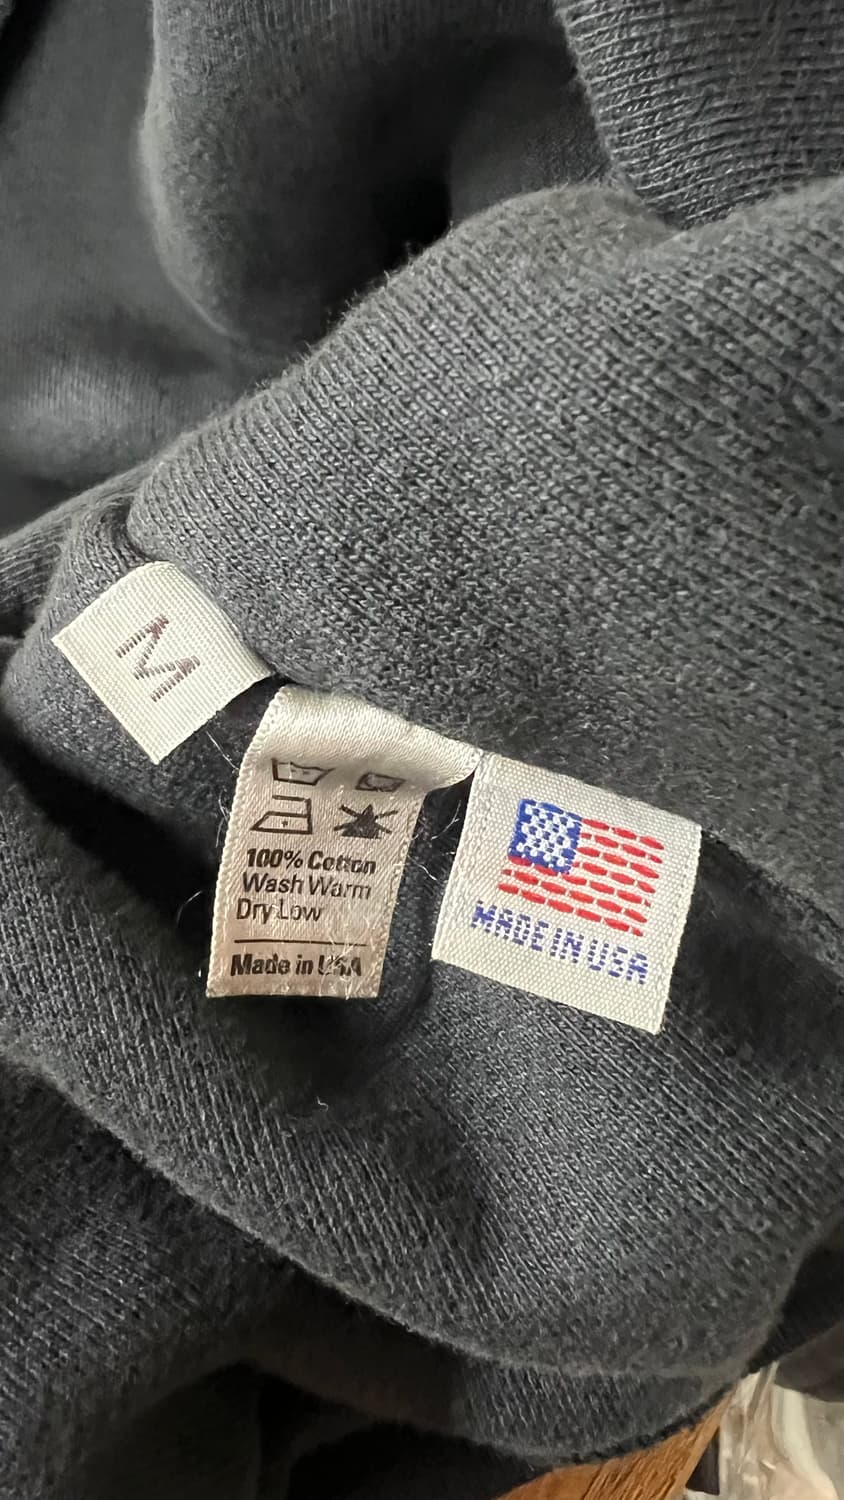 M
100% Cotton
Wash Warm
Dry Low
Made in USA
MADE IN USA